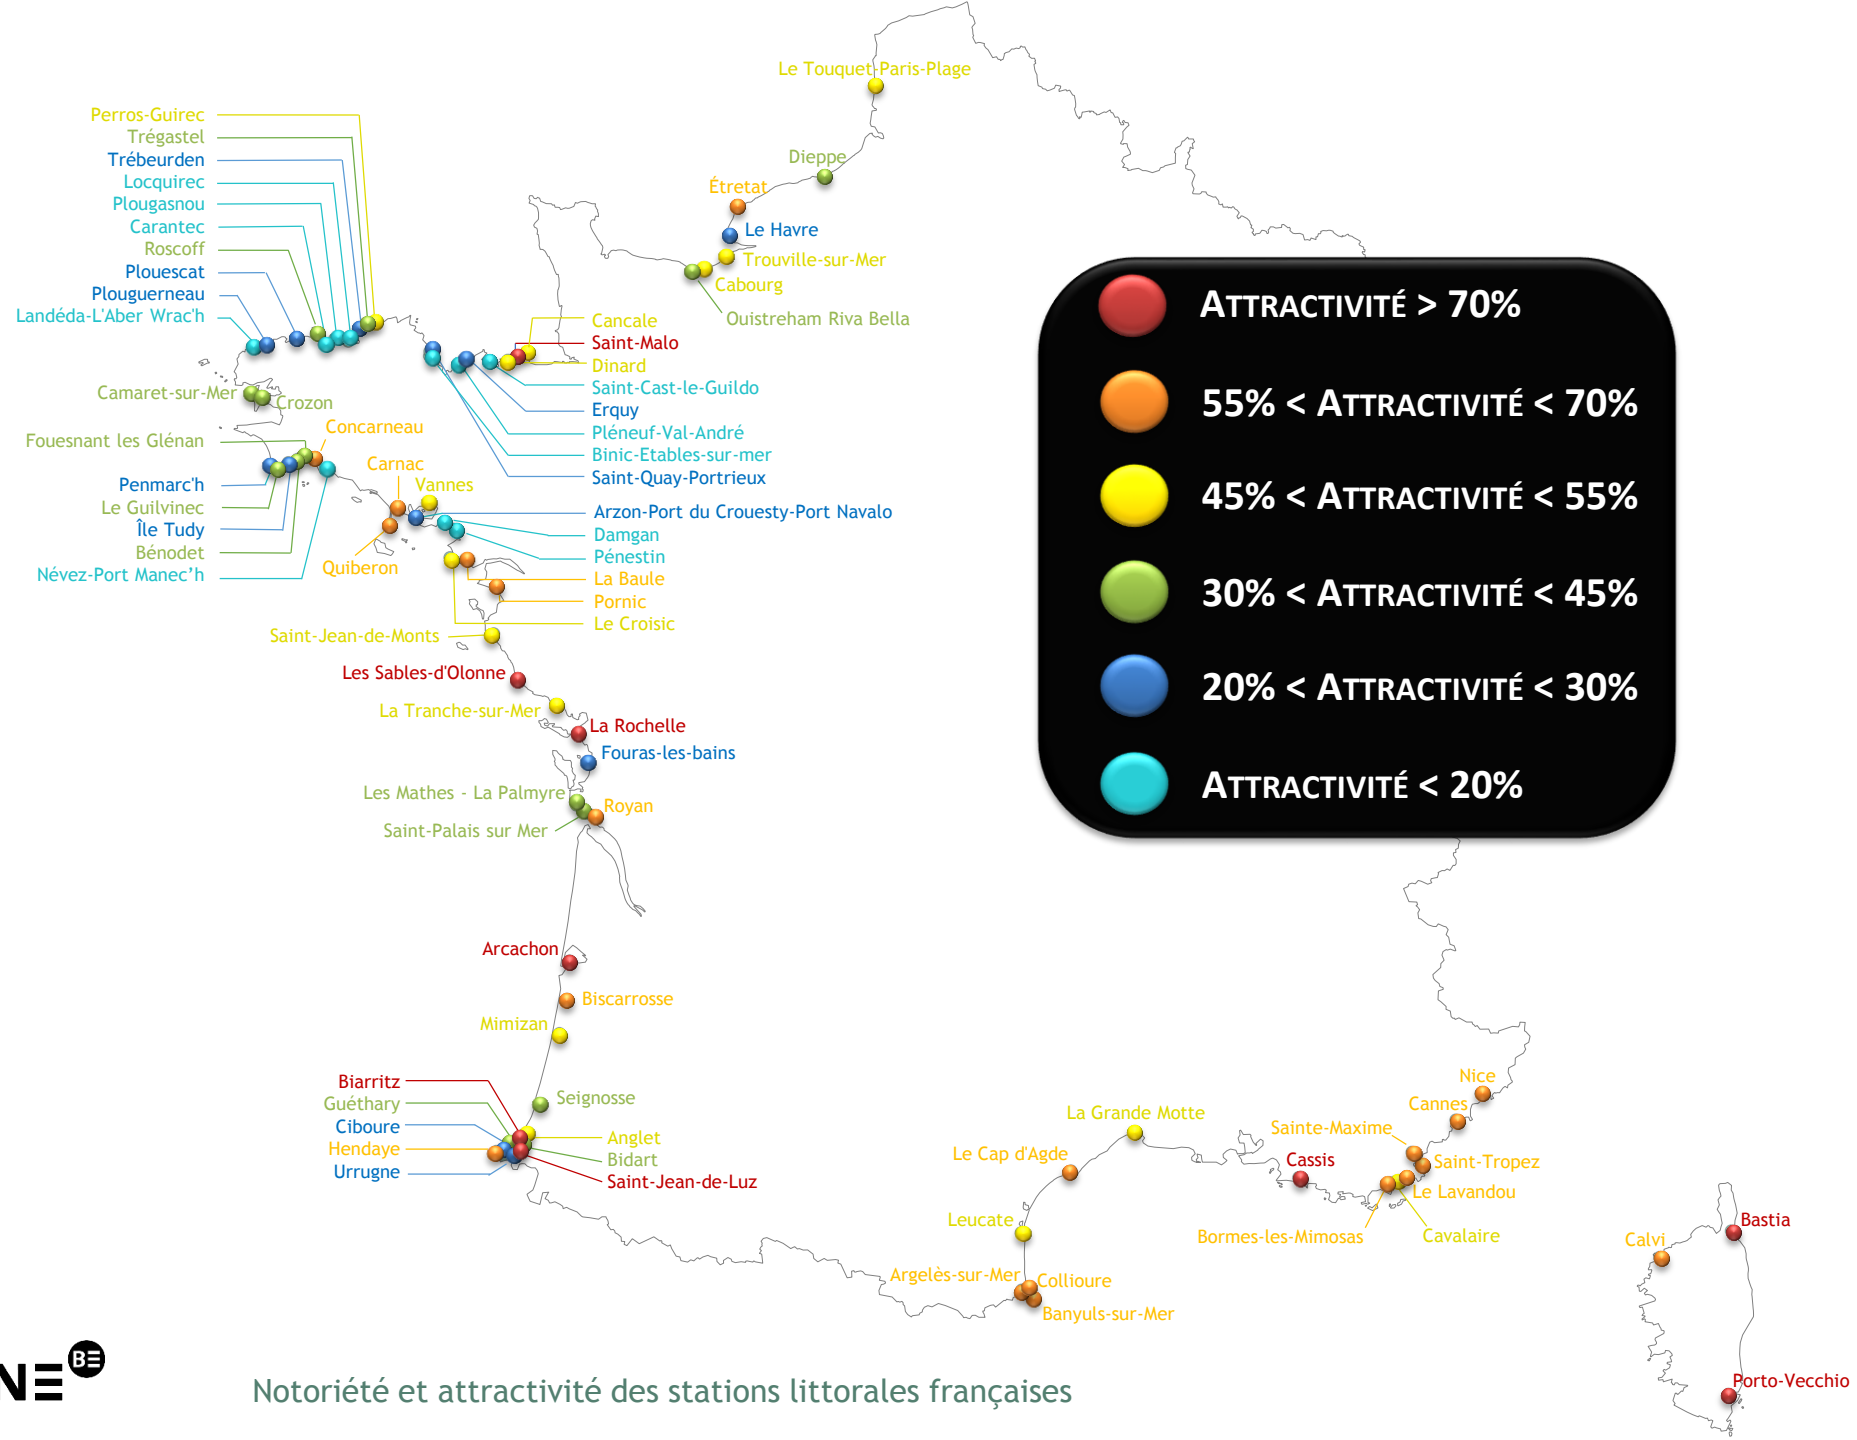 Le Touquet-Paris-Plage
Perros-Guirec
Trégastel
Trébeurden
Locquirec
Plougasnou
Carantec
Roscoff
Plouescat
Plouguerneau
Landéda-L'Aber Wrac'h
Dieppe
Étretat
Le Havre
Trouville-sur-Mer
Cabourg
Ouistreham Riva Bella
Cancale
Saint-Malo
Dinard
Saint-Cast-le-Guildo
Erquy
Pléneuf-Val-André
Binic-Etables-sur-mer
Saint-Quay-Portrieux
Camaret-sur-Mer
Crozon
Fouesnant les Glénan
Concarneau
Carnac
Vannes
Penmarc'h
Le Guilvinec
Île Tudy
Bénodet
Névez-Port Manec’h
Quiberon
Arzon-Port du Crouesty-Port Navalo
Damgan
Pénestin
La Baule
Pornic
Le Croisic
Saint-Jean-de-Monts
Les Sables-d'Olonne
La Tranche-sur-Mer
La Rochelle
Fouras-les-bains
Les Mathes - La Palmyre
Royan
Saint-Palais sur Mer
ATTRACTIVITÉ > 70%
55% < ATTRACTIVITÉ < 70%
45% < ATTRACTIVITÉ < 55%
30% < ATTRACTIVITÉ < 45%
20% < ATTRACTIVITÉ < 30%
ATTRACTIVITÉ < 20%
Arcachon
Biscarrosse
Mimizan
Biarritz
Guéthary
Ciboure
Hendaye
Urrugne
Seignosse
Anglet
Bidart
Saint-Jean-de-Luz
La Grande Motte
Le Cap d'Agde
Leucate
Argelès-sur-Mer
Collioure
Banyuls-sur-Mer
Nice
Cannes
Sainte-Maxime
Saint-Tropez
Cassis
Le Lavandou
Bormes-les-Mimosas
Cavalaire
Bastia
Calvi
Porto-Vecchio
NE BE
Notoriété et attractivité des stations littorales françaises